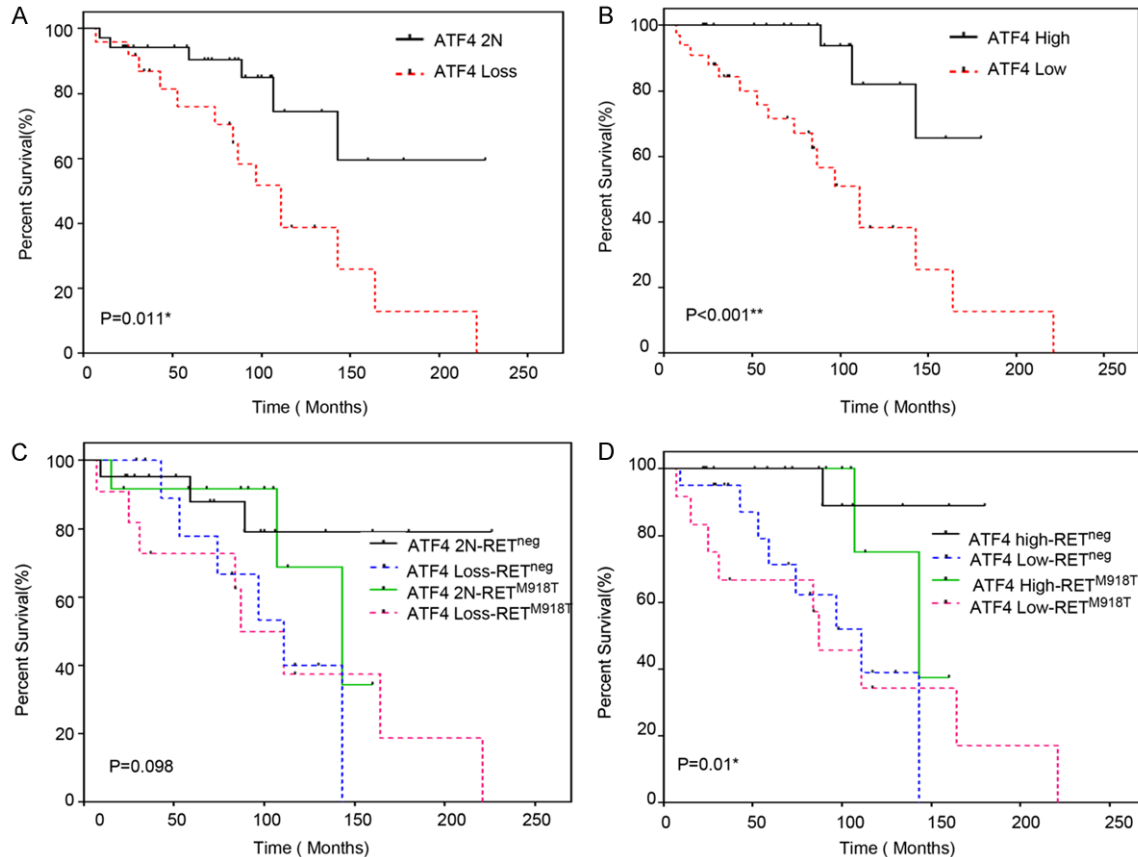 A
100
80
60
40
20
0
Percent Survival(%)
ATF4 2N
ATF4 Loss
P=0.011*
0 50 100 150 200 250
Time ( Months)
B
100
80
60
40
20
0
Percent Survival(%)
ATF4 High
ATF4 Low
P<0.001**
0 50 100 150 200 250
Time ( Months)
C
100
80
60
40
20
0
Percent Survival(%)
ATF4 2N-RETneg
ATF4 Loss-RETneg
ATF4 2N-RETM918T
ATF4 Loss-RETM918T
P=0.098
0 50 100 150 200 250
Time ( Months)
D
100
80
60
40
20
0
Percent Survival(%)
ATF4 high-RETneg
ATF4 Low-RETneg
ATF4 High-RETM918T
ATF4 Low-RETM918T
P=0.01*
0 50 100 150 200 250
Time ( Months)